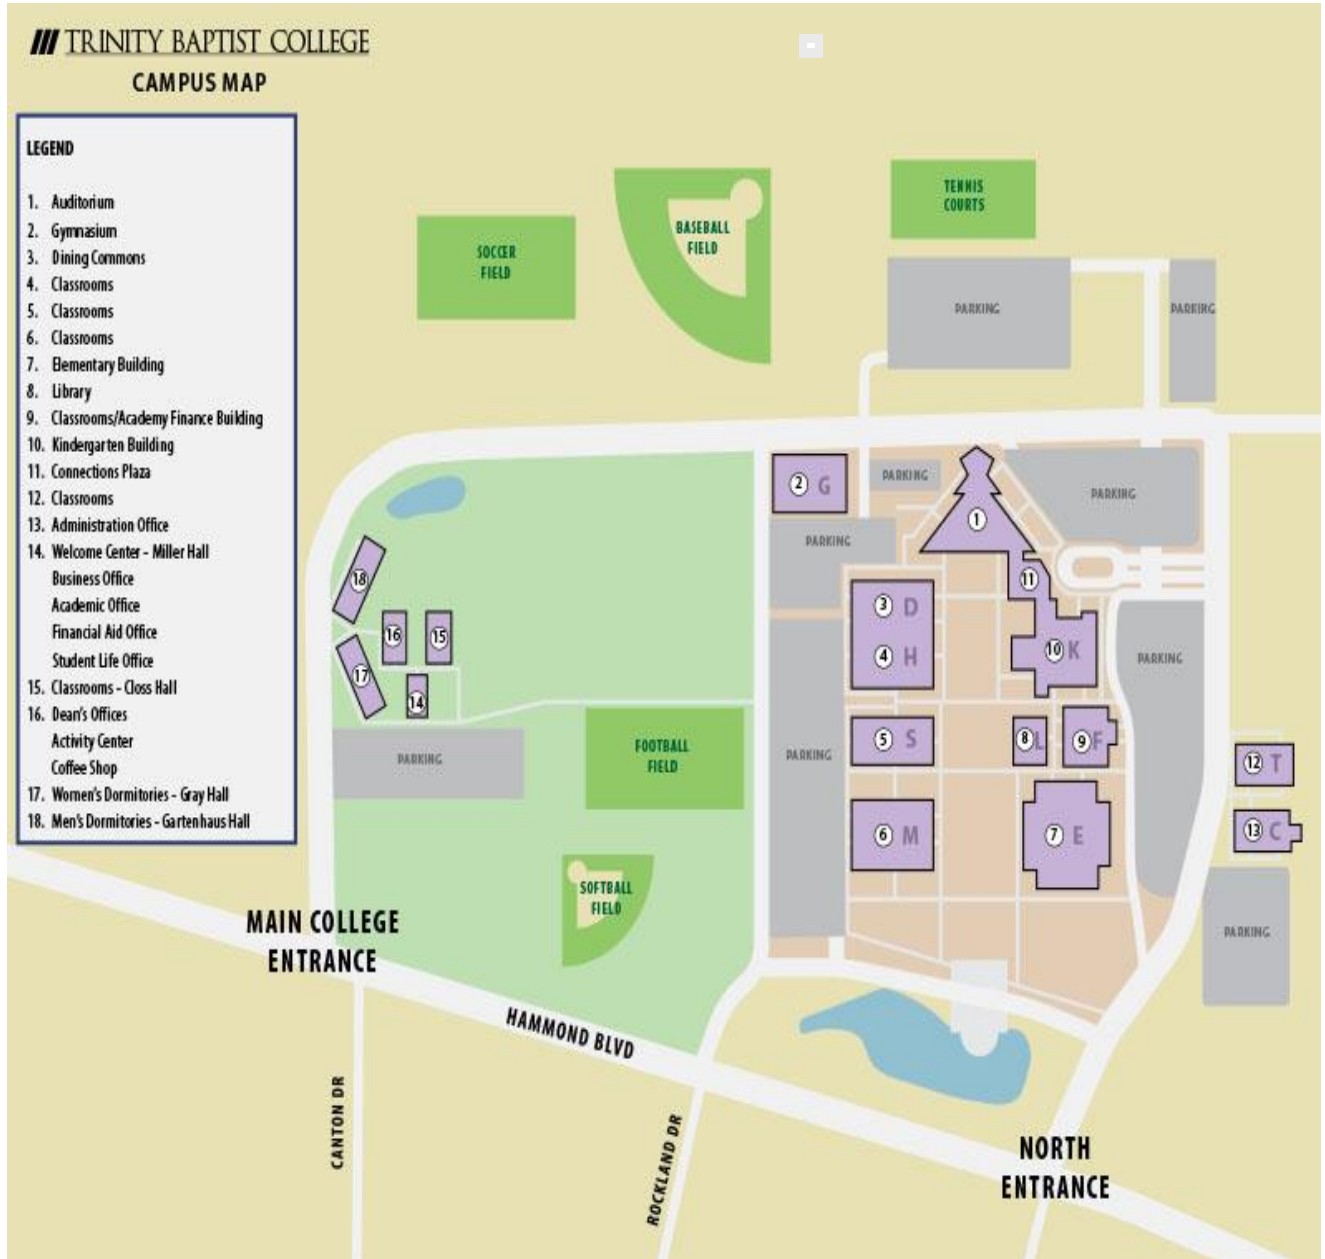 TRINITY BAPTIST COLLEGE
CAMPUS MAP
LEGEND
1. Auditorium
2. Gymnasium
3. Dining Commons
4. Classrooms
5. Classrooms
6. Classrooms
7. Elementary Building
8. Library
9. Classrooms/Academy Finance Building
10. Kindergarten Building
11. Connections Plaza
12. Classrooms
13. Administration Office
14. Welcome Center - Miller Hall
Business Office
Academic Office
Financial Aid Office
Student Life Office
15. Classrooms - Closs Hall
16. Dean's Offices
Activity Center
Coffee Shop
17. Women's Dormitories - Gray Hall
18. Men's Dormitories - Gartenhaus Hall
TENNIS
COURTS
BASEBALL
FIELD
SOCCER
FIELD
PARKING
PARKING
2 G
PARKING
PARKING
1
PARKING
11
18
3 D
16
15
4 H
10 K
PARKING
17
14
5 S
8 L
9 F
FOOTBALL
FIELD
PARKING
PARKING
12 T
6 M
7 E
13 C
SOFTBALL
FIELD
PARKING
MAIN COLLEGE
ENTRANCE
HAMMOND BLVD
CANTON DR
ROCKLAND DR
NORTH
ENTRANCE